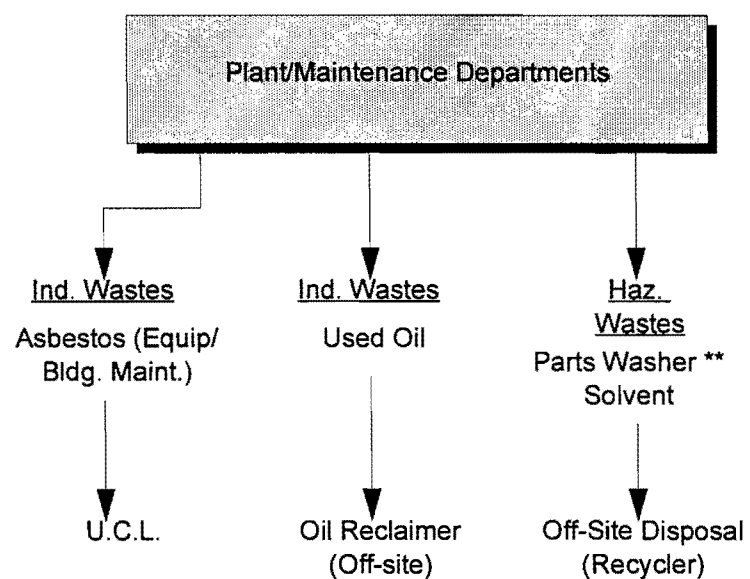 Plant/Maintenance Departments
Ind. Wastes
Asbestos (Equip/
Bldg. Maint.)
U.C.L.
Ind. Wastes
Used Oil
Oil Reclaimer
(Off-site)
Haz.
Wastes
Parts Washer **
Solvent
Off-Site Disposal
(Recycler)